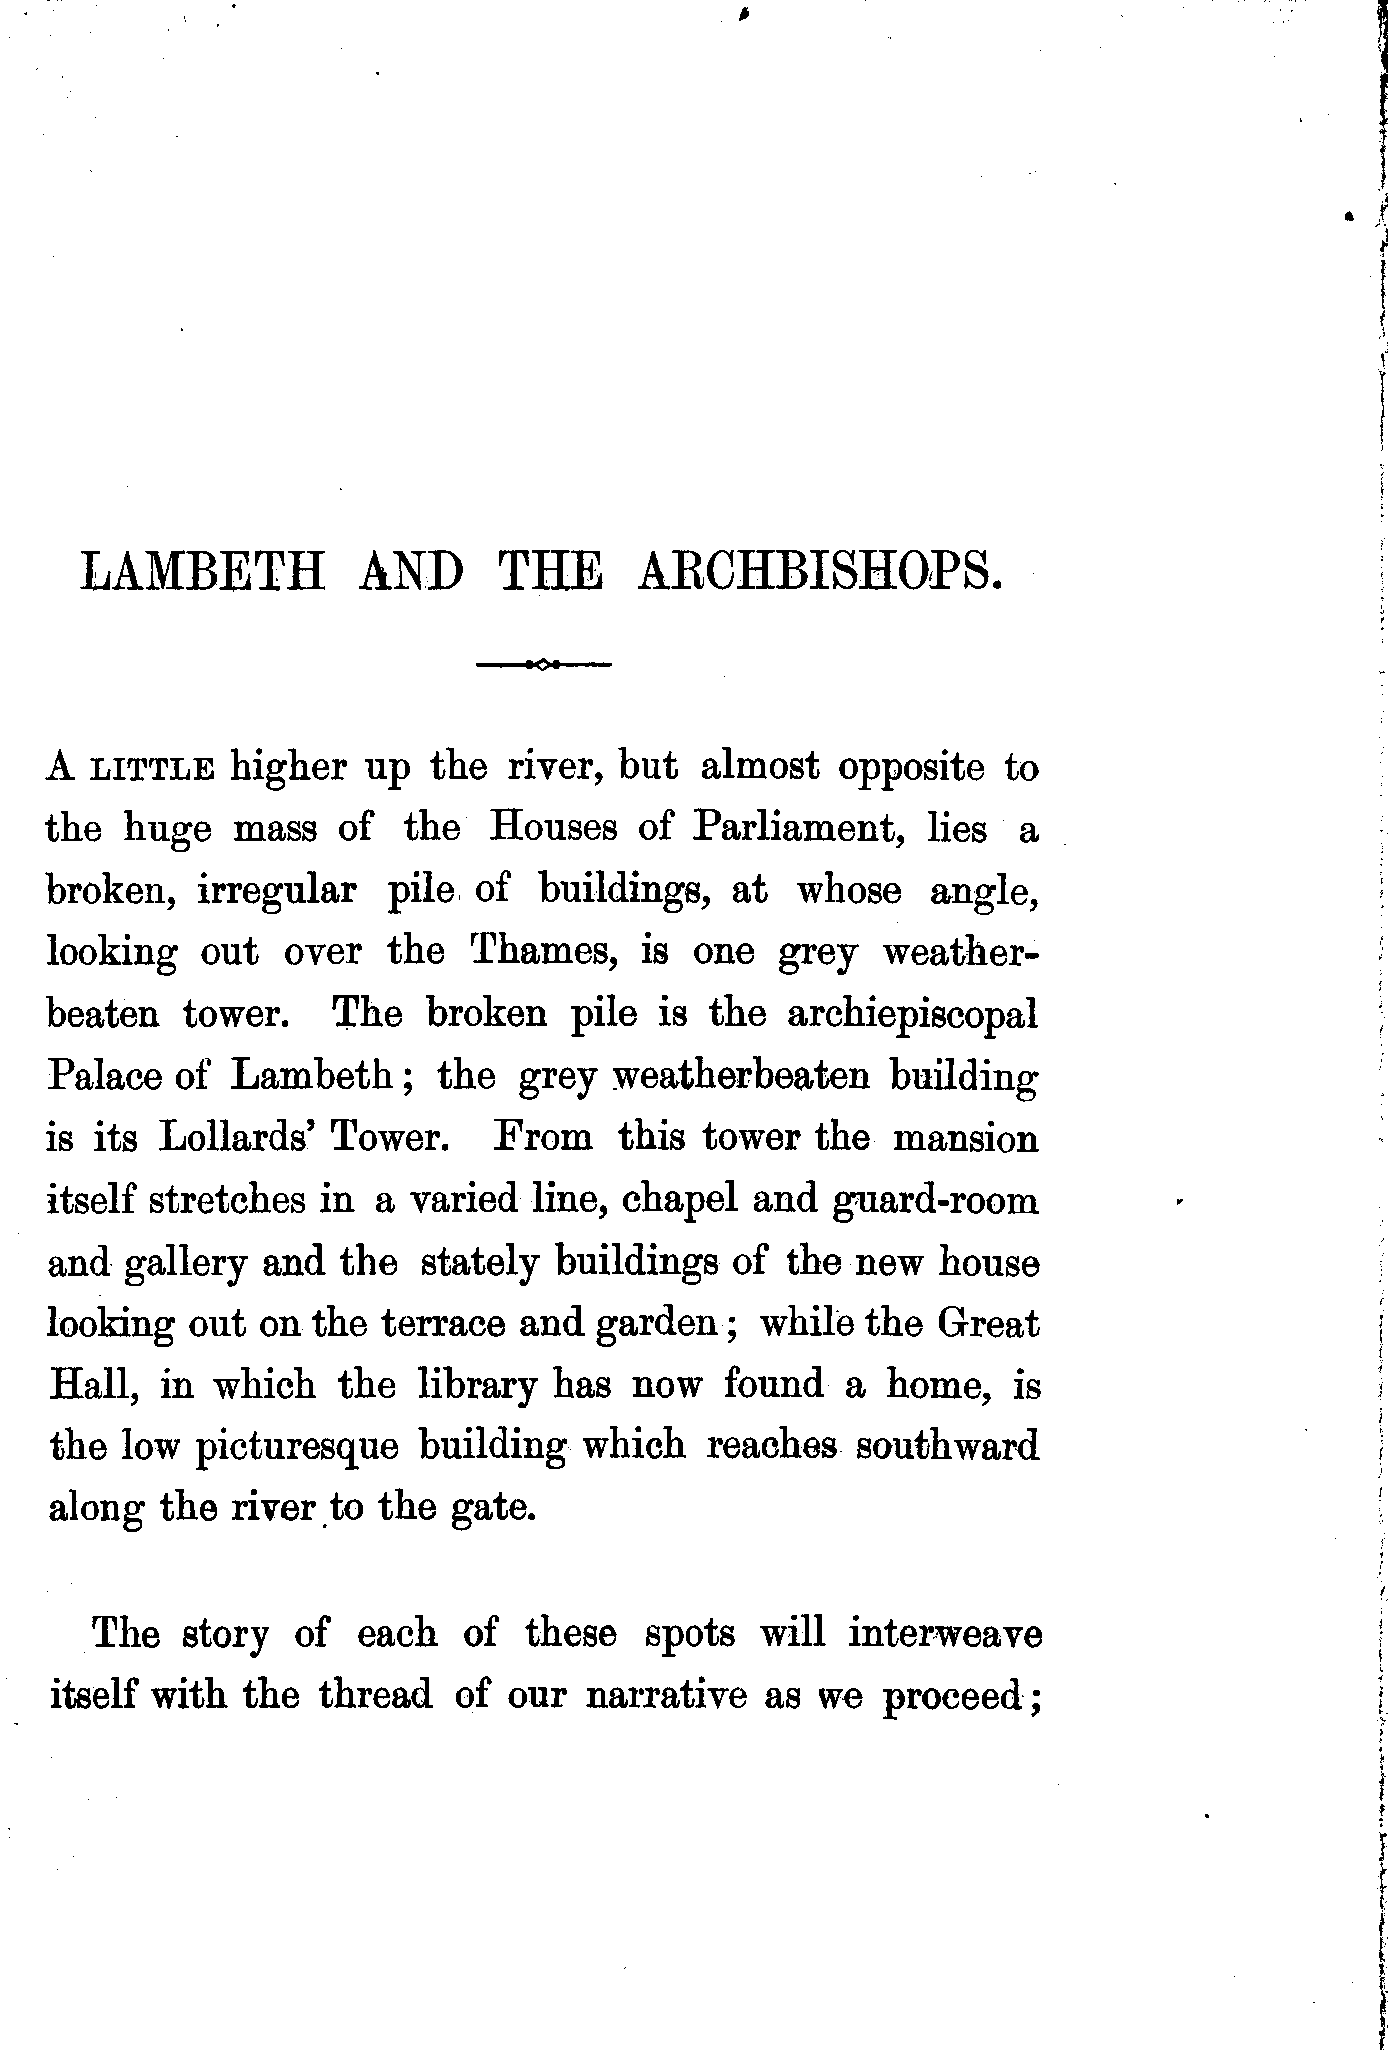 LAMBETH AND THE ARCHBISHOPS.
A LITTLE higher up the river, but almost opposite to
the huge mass of the Houses of Parliament, lies a
broken, irregular pile of buildings, at whose angle,
looking out over the Thames, is one grey weather-
beaten tower. The broken pile is the archiepiscopal
Palace of Lambeth; the grey weatherbeaten building
is its Lollards' Tower. From this tower the mansion
itself stretches in a varied line, chapel and guard-room
and gallery and the stately buildings of the new house
looking out on the terrace and garden; while the Great
Hall, in which the library has now found a home, is
the low picturesque building which reaches southward
along the river to the gate.
The story of each of these spots will interweave
itself with the thread of our narrative as we proceed;